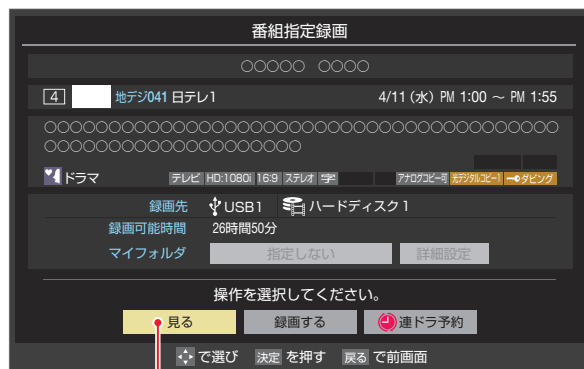 番組指定録画
○○○○○ ○○○○
4 地デジ041 日テレ1 4/11 (水) PM 1:00 ～ PM 1:55
○○○○○○○○○○○○○○○○○○○○○○○○○○○○○○○○○○○○○○○○
○○○○○○○○○○○○○○○○○○○○
ドラマ テレビ HD:1080i 16:9 ステレオ 字 アナログコピー可 光デジタルコピー1 ダビング
録画先 USB1 ハードディスク1
録画可能時間 26時間50分
マイフォルダ 指定しない 詳細設定
操作を選択してください。
見る 録画する 連ドラ予約
で選び 決定 を押す 戻る で前画面